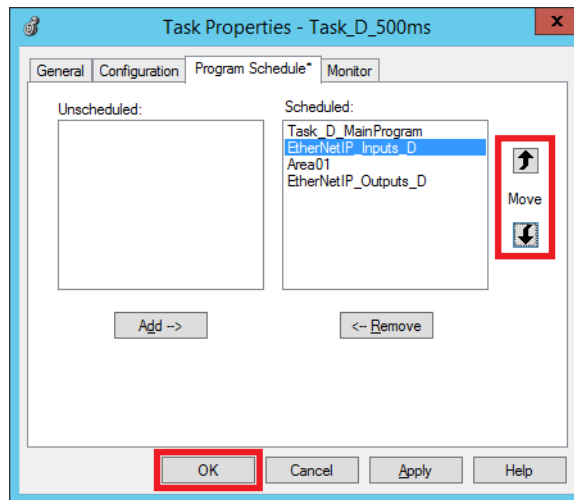 Task Properties - Task_D_500ms
x
General Configuration Program Schedule* Monitor
Unscheduled:
Scheduled:
Task_D_MainProgram
EtherNetIP_Inputs_D
Area01
EtherNetIP_Outputs_D
Move
Add -->
<-- Remove
OK Cancel Apply Help